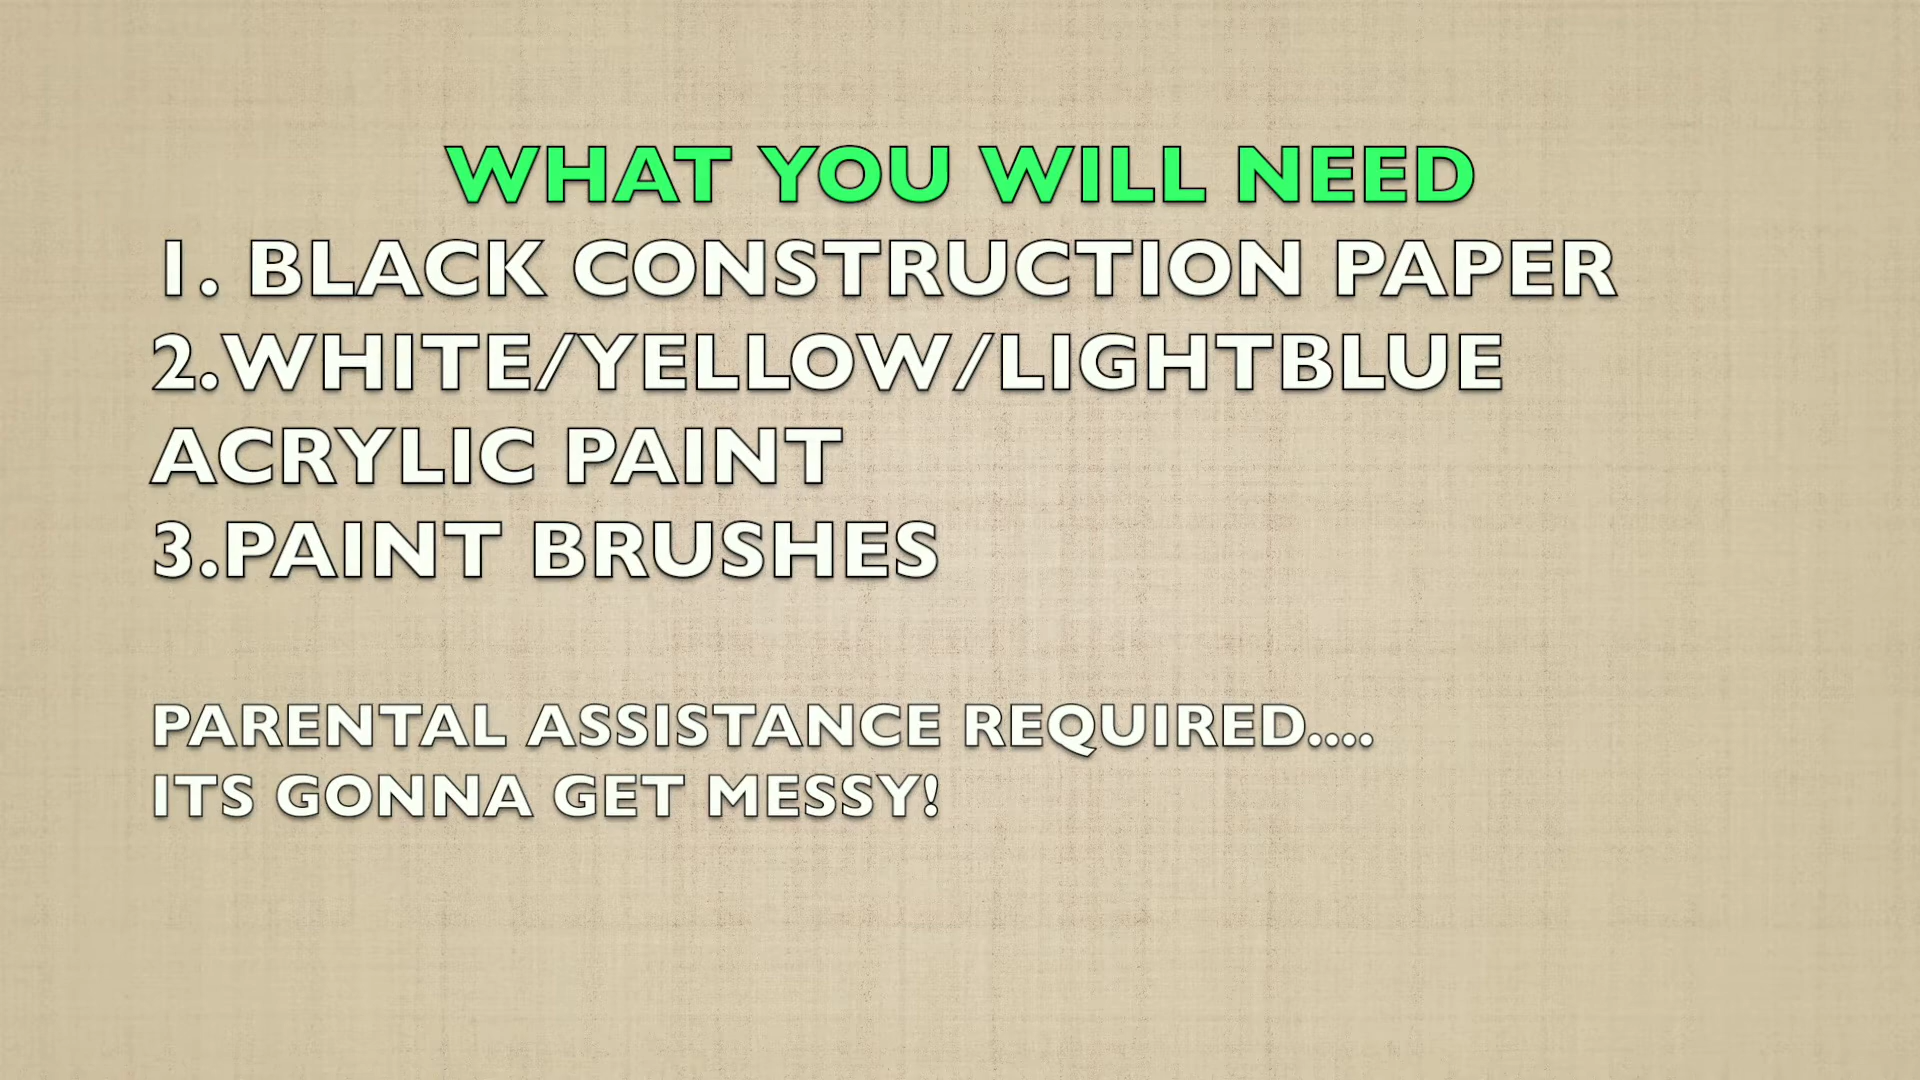 WHAT YOU WILL NEED
1. BLACK CONSTRUCTION PAPER
2.WHITE/YELLOW/LIGHTBLUE
ACRYLIC PAINT
3.PAINT BRUSHES
PARENTAL ASSISTANCE REQUIRED....
ITS GONNA GET MESSY!